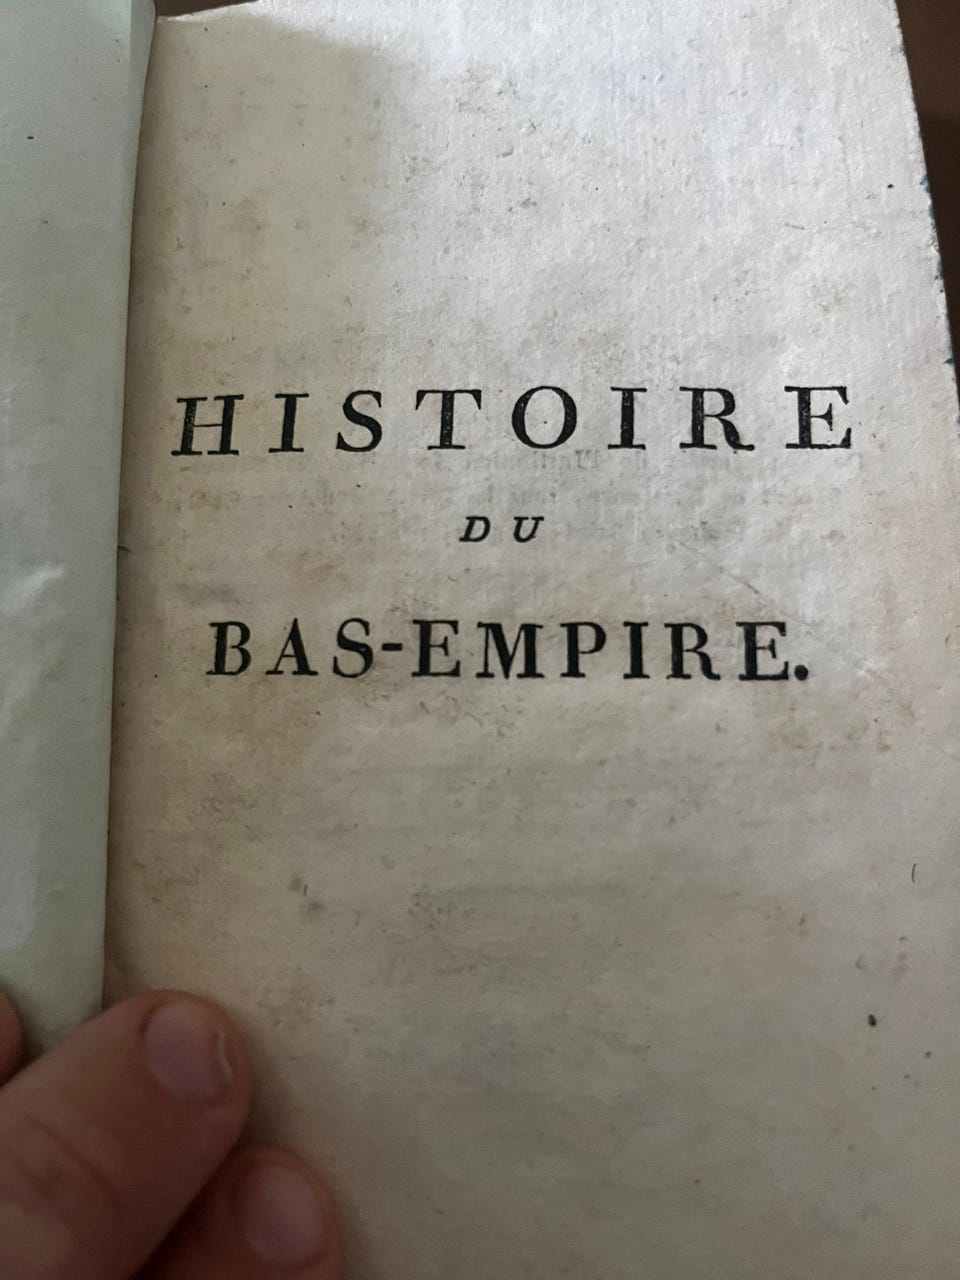 HISTOIRE
DU
BAS-EMPIRE.